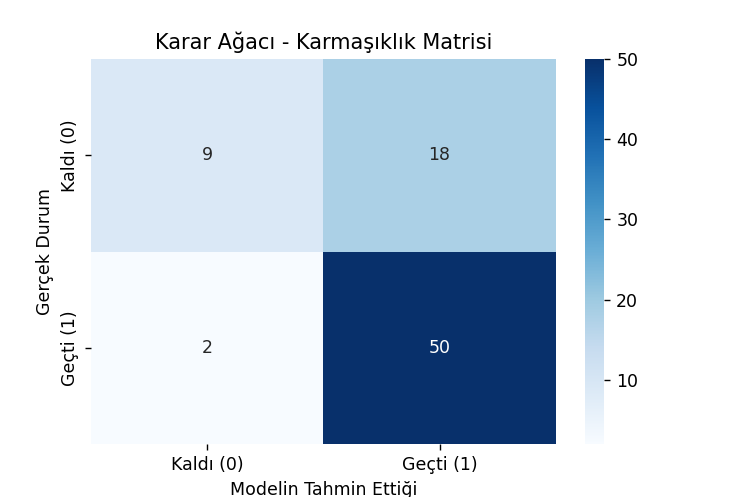 Karar Ağacı - Karmaşıklık Matrisi
50
40
30
20
10
Gerçek Durum
Kaldı (0)
9
18
Geçti (1)
2
50
Kaldı (0)
Geçti (1)
Modelin Tahmin Ettiği